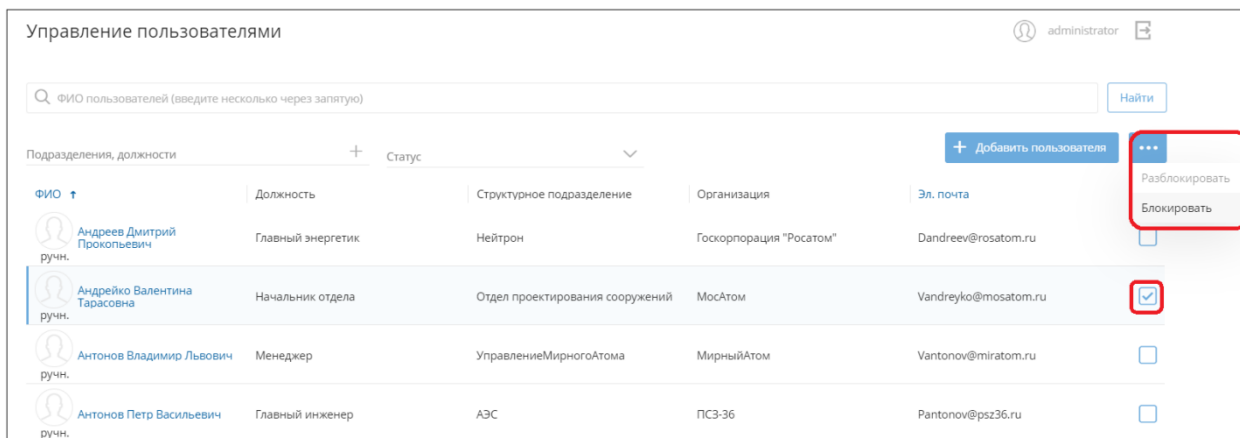 Управление пользователями
administrator
ФИО пользователей (введите несколько через запятую)
Найти
Подразделения, должности
Статус
+ Добавить пользователя
•••
Разблокировать
Блокировать
ФИО ↑ Должность Структурное подразделение Организация Эл. почта
Андреев Дмитрий
Прокопьевич
ручн.
Главный энергетик
Нейтрон
Госкорпорация "Росатом"
Dandreev@rosatom.ru
Андрейко Валентина
Тарасовна
ручн.
Начальник отдела
Отдел проектирования сооружений
МосАтом
Vandreyko@mosatom.ru
Антонов Владимир Львович
ручн.
Менеджер
УправлениеМирногоАтома
МирныйАтом
Vantonov@miratom.ru
Антонов Петр Васильевич
ручн.
Главный инженер
АЭС
ПСЗ-36
Pantonov@psz36.ru